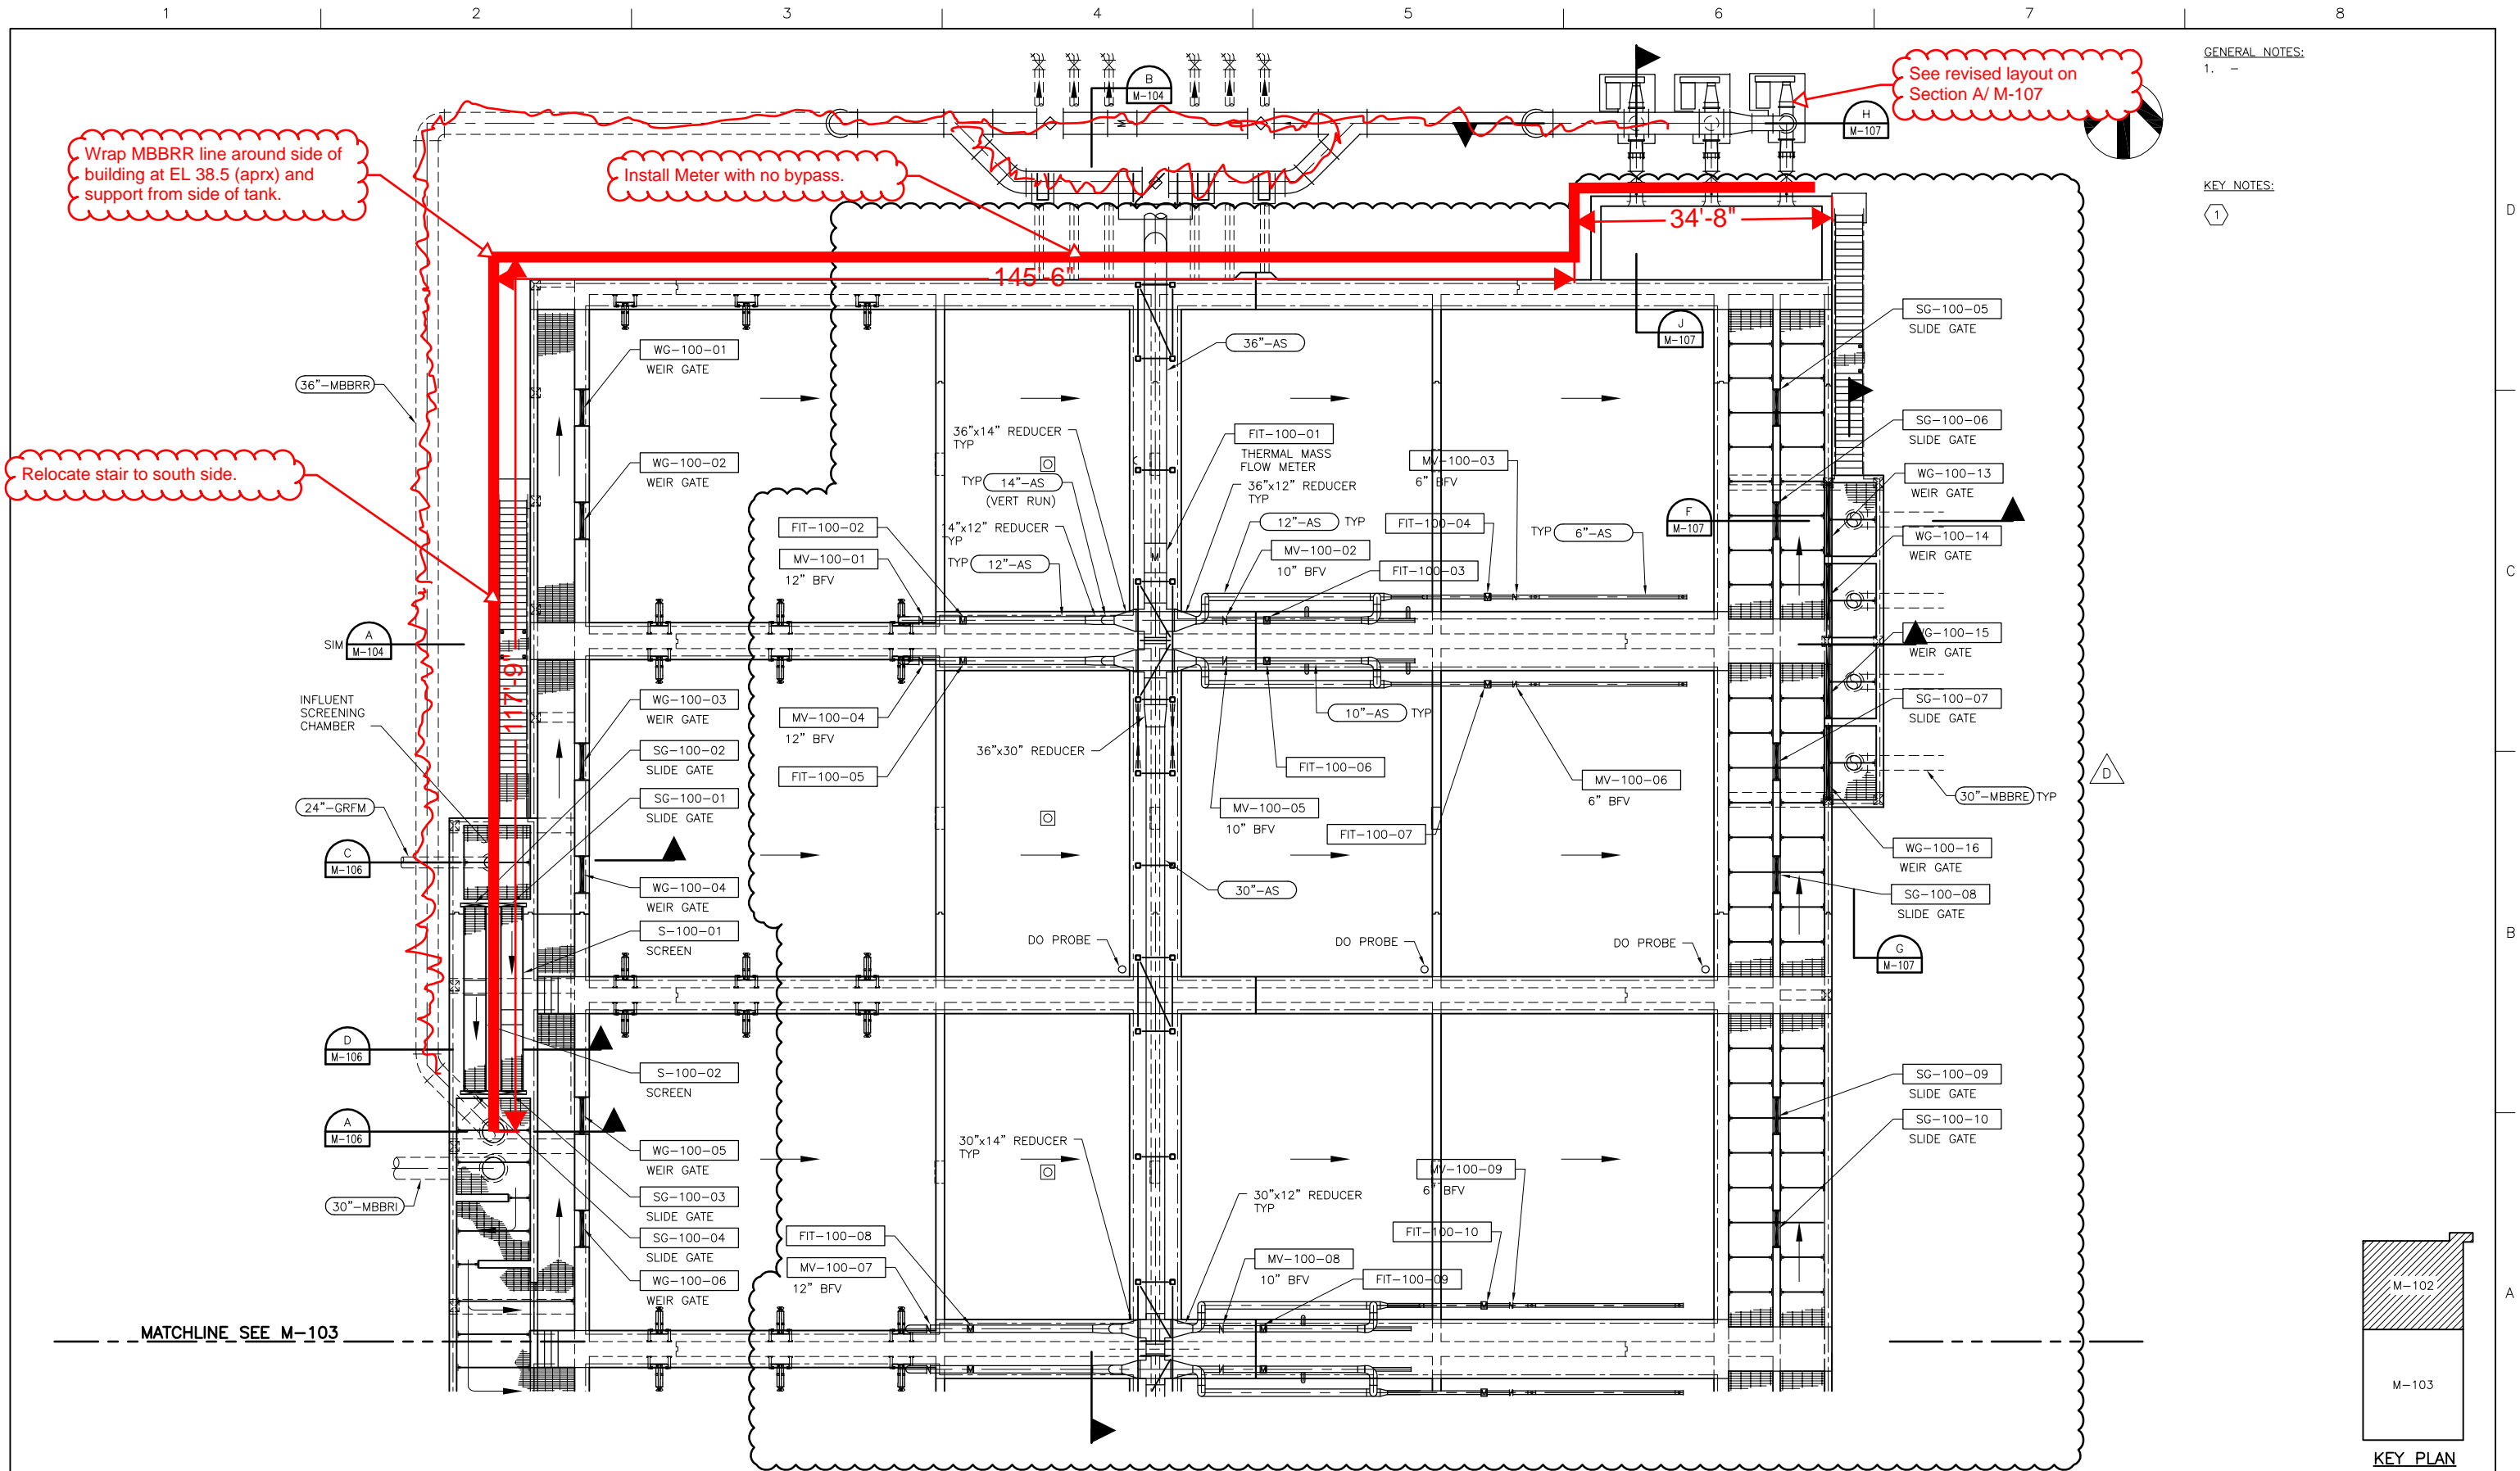 1 2 3 4 5 6 7 8
GENERAL NOTES:
1. –
KEY NOTES:
1
See revised layout on
Section A/ M-107
Wrap MBBRR line around side of
building at EL 38.5 (aprx) and
support from side of tank.
Install Meter with no bypass.
Relocate stair to south side.
B
M-104
H
M-107
34'-8"
145'-6"
117'-9"
D
C
B
A
J
M-107
36"-MBBRR
WG-100-01
WEIR GATE
WG-100-02
WEIR GATE
36"-AS
36"x14" REDUCER
TYP
TYP 14"-AS
(VERT RUN)
14"x12" REDUCER
TYP
TYP 12"-AS
FIT-100-01
THERMAL MASS
FLOW METER
36"x12" REDUCER
TYP
M
12"-AS TYP
MV-100-02
10" BFV
MV-100-03
6" BFV
FIT-100-04
FIT-100-03
TYP 6"-AS
FIT-100-02
MV-100-01
12" BFV
SG-100-05
SLIDE GATE
SG-100-06
SLIDE GATE
WG-100-13
WEIR GATE
WG-100-14
WEIR GATE
WG-100-15
WEIR GATE
SG-100-07
SLIDE GATE
F
M-107
SIM
A
M-104
INFLUENT
SCREENING
CHAMBER
WG-100-03
WEIR GATE
SG-100-02
SLIDE GATE
SG-100-01
SLIDE GATE
24"-GRFM
C
M-106
WG-100-04
WEIR GATE
S-100-01
SCREEN
MV-100-04
12" BFV
FIT-100-05
36"x30" REDUCER
10"-AS TYP
FIT-100-06
MV-100-05
10" BFV
FIT-100-07
MV-100-06
6" BFV
30"-AS
DO PROBE
DO PROBE
DO PROBE
30"-MBBRE TYP
D
WG-100-16
WEIR GATE
SG-100-08
SLIDE GATE
G
M-107
D
M-106
S-100-02
SCREEN
A
M-106
WG-100-05
WEIR GATE
30"-MBBRI
SG-100-03
SLIDE GATE
SG-100-04
SLIDE GATE
WG-100-06
WEIR GATE
30"x14" REDUCER
TYP
30"x12" REDUCER
TYP
FIT-100-08
MV-100-07
12" BFV
MV-100-08
10" BFV
FIT-100-09
MV-100-09
6" BFV
FIT-100-10
SG-100-09
SLIDE GATE
SG-100-10
SLIDE GATE
MATCHLINE SEE M-103
M-102
M-103
KEY PLAN